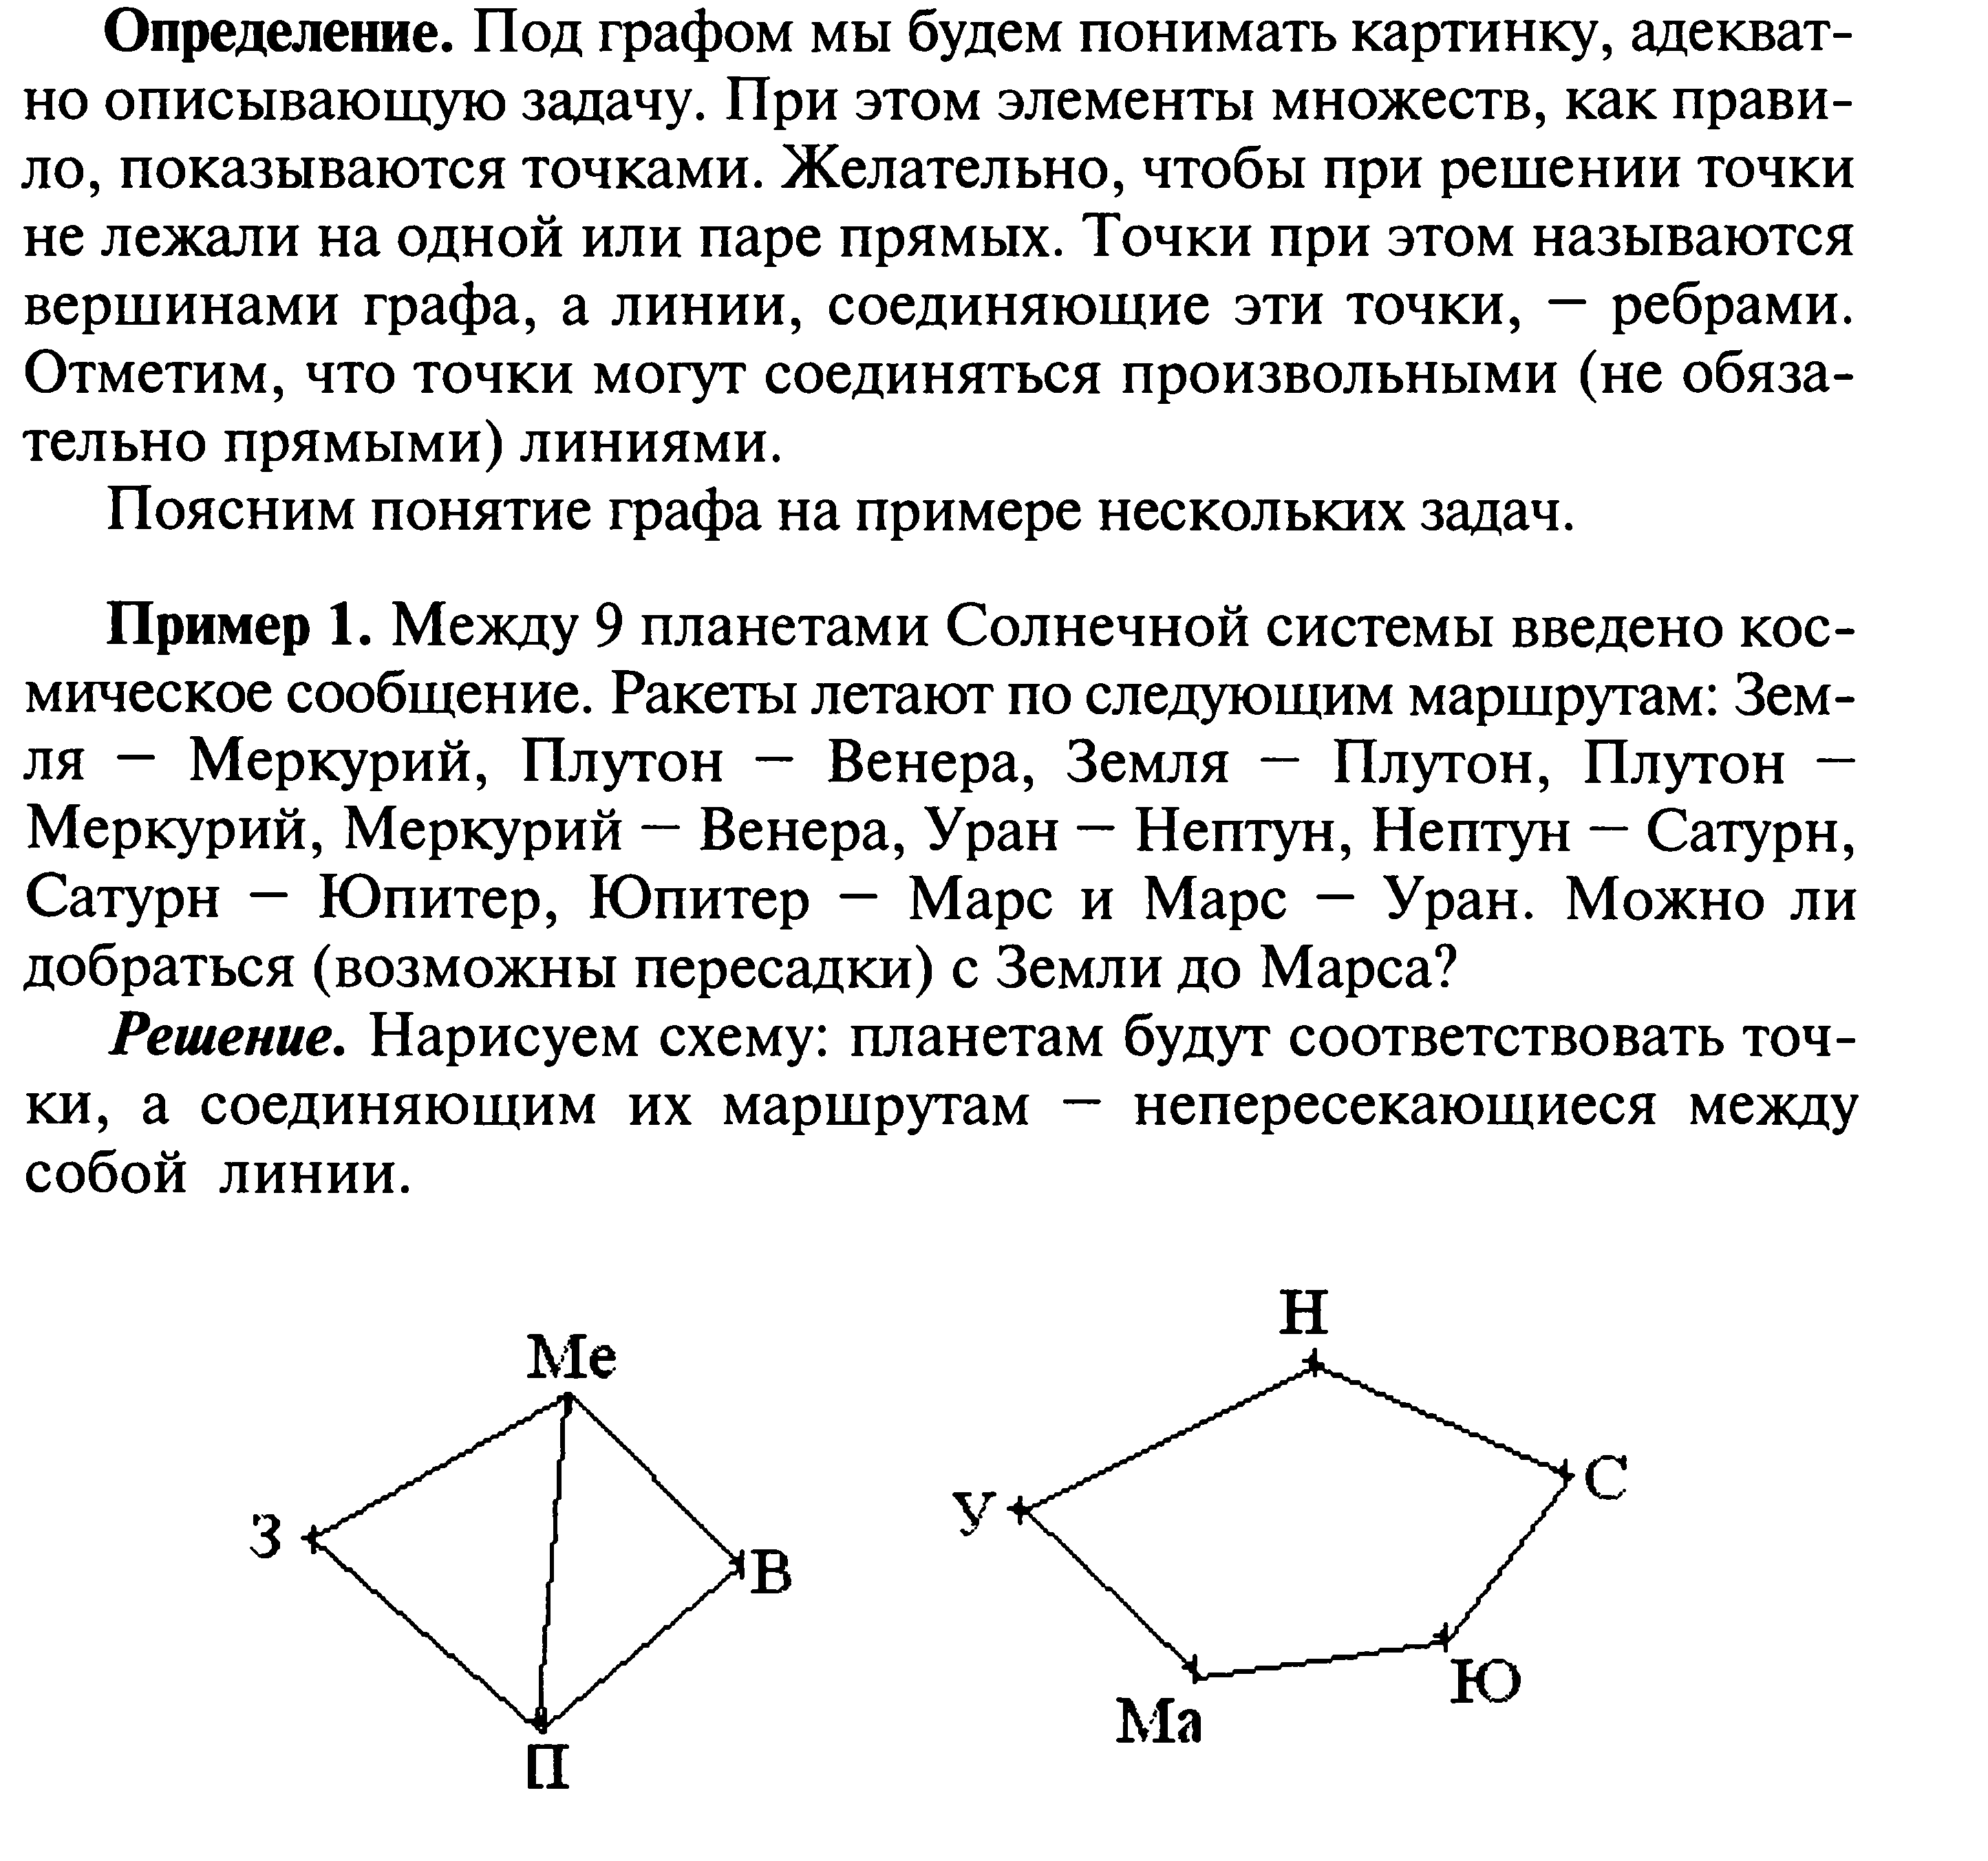 Определение. Под графом мы будем понимать картинку, адекват-
но описывающую задачу. При этом элементы множеств, как прави-
ло, показываются точками. Желательно, чтобы при решении точки
не лежали на одной или паре прямых. Точки при этом называются
вершинами графа, а линии, соединяющие эти точки, — ребрами.
Отметим, что точки могут соединяться произвольными (не обяза-
тельно прямыми) линиями.
Поясним понятие графа на примере нескольких задач.
Пример 1. Между 9 планетами Солнечной системы введено кос-
мическое сообщение. Ракеты летают по следующим маршрутам: Зем-
ля — Меркурий, Плутон — Венера, Земля — Плутон, Плутон —
Меркурий, Меркурий — Венера, Уран — Нептун, Нептун — Сатурн,
Сатурн — Юпитер, Юпитер — Марс и Марс — Уран. Можно ли
добраться (возможны пересадки) с Земли до Марса?
Решение. Нарисуем схему: планетам будут соответствовать точ-
ки, а соединяющим их маршрутам — непересекающиеся между
собой линии.
Ме
З
В
П
Н
У
С
Ма
Ю